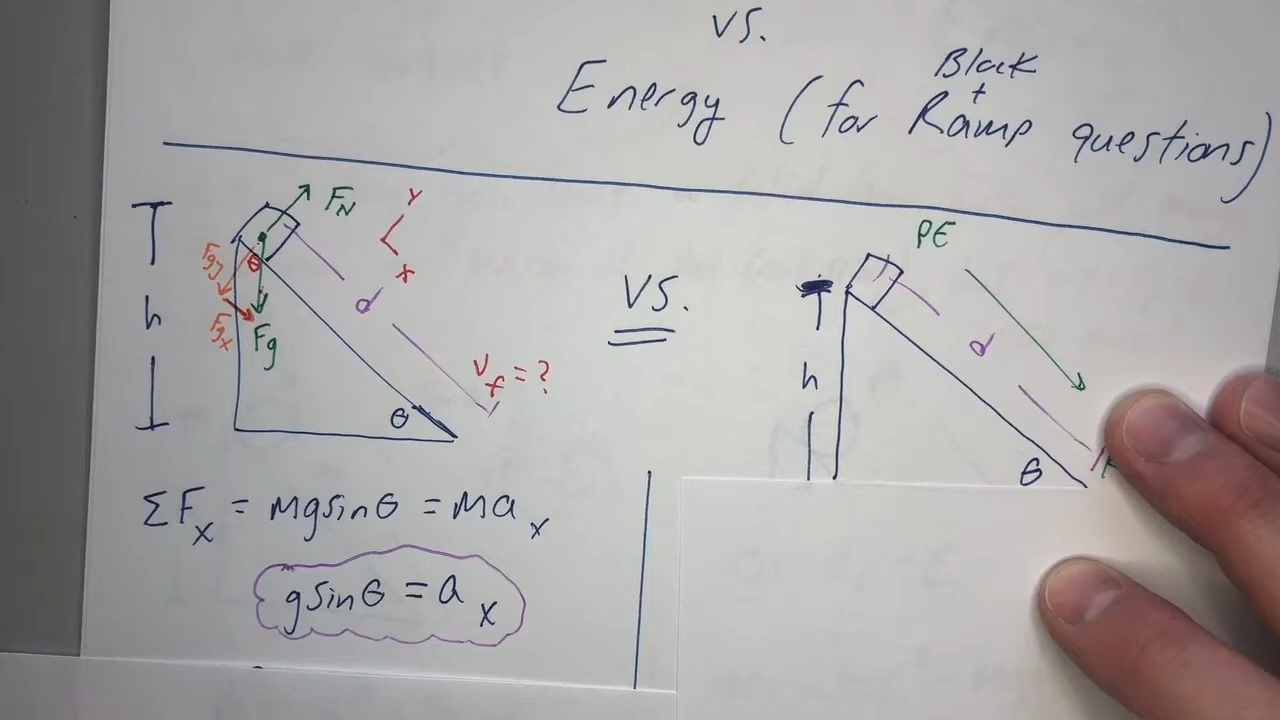 vs.
Energy (for Block + Ramp questions)
FN
Y
X
Fgy
θ
Fgx
Fg
h
d
vf = ?
θ
ΣFx = mgsinθ = max
gsinθ = ax
vs.
PE
h
d
θ